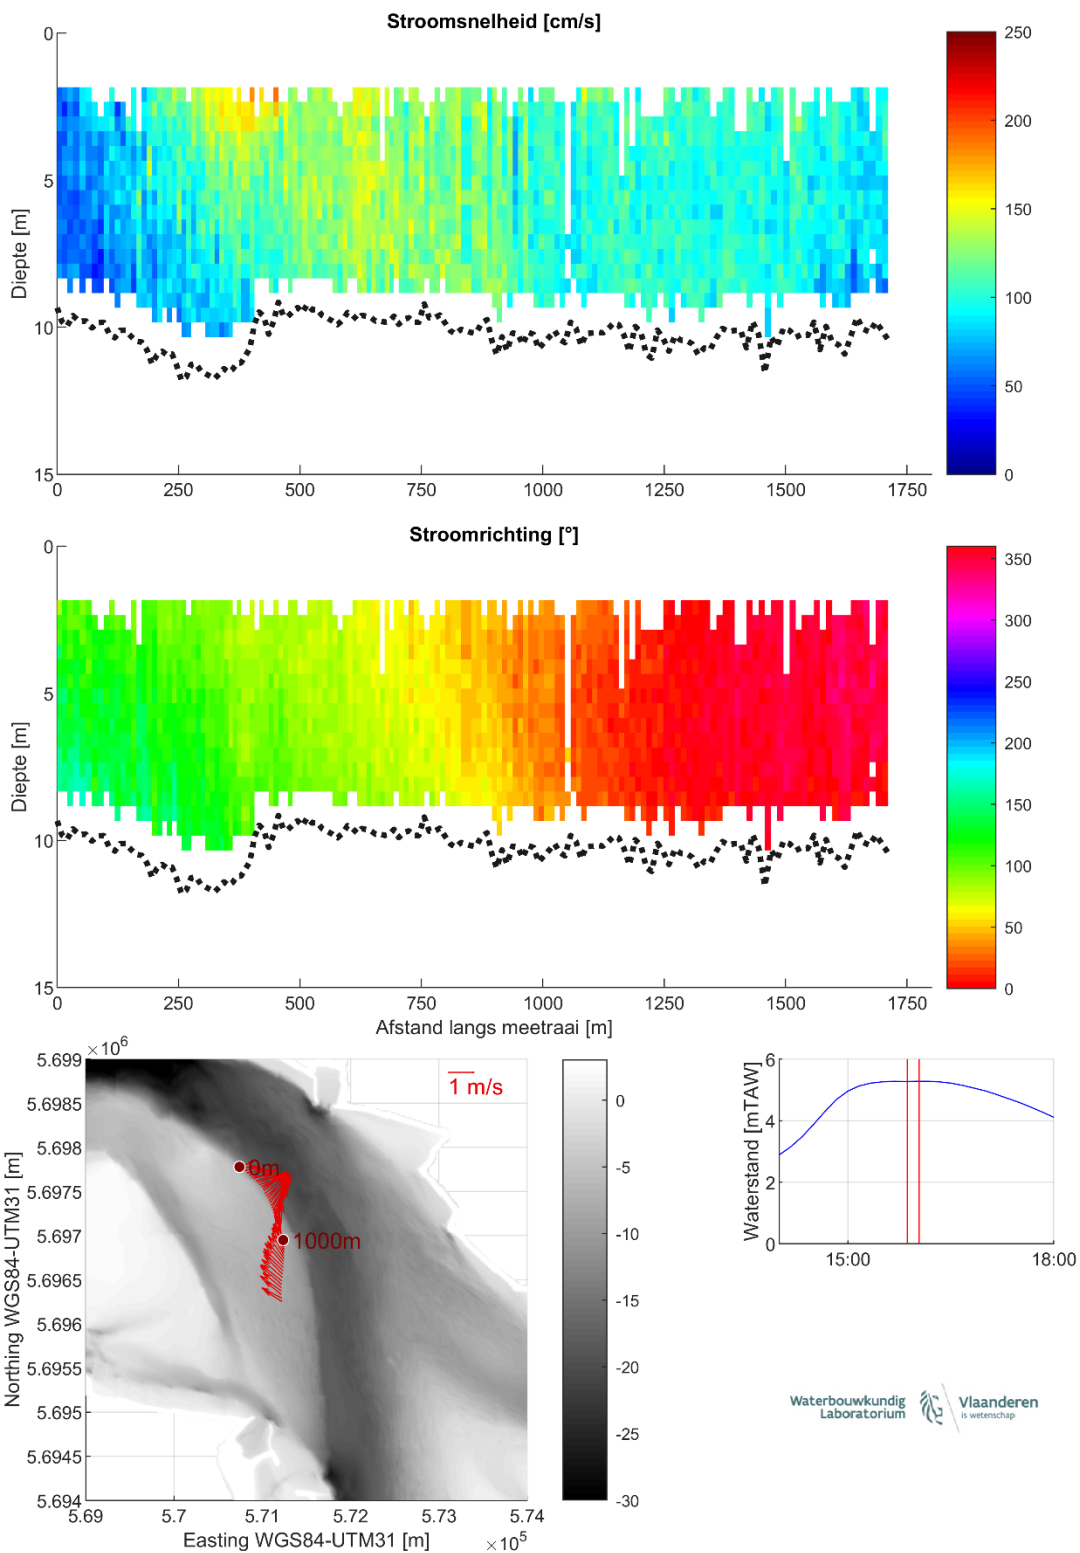 Stroomsnelheid [cm/s]
0
5
10
15
Diepte [m]
0 250 500 750 1000 1250 1500 1750
250
200
150
100
50
0
Stroomrichting [°]
0
5
10
15
Diepte [m]
0 250 500 750 1000 1250 1500 1750
Afstand langs meetraai [m]
350
300
250
200
150
100
50
0
×10⁶
5.699
5.6985
5.698
5.6975
5.697
5.6965
5.696
5.6955
5.695
5.6945
5.694
Northing WGS84-UTM31 [m]
1 m/s
0m
1000m
5.69 5.7 5.71 5.72 5.73 5.74
Easting WGS84-UTM31 [m]
×10⁵
0
-5
-10
-15
-20
-25
-30
6
4
2
0
Waterstand [mTAW]
15:00 18:00
Waterbouwkundig
Laboratorium
Vlaanderen
is wetenschap